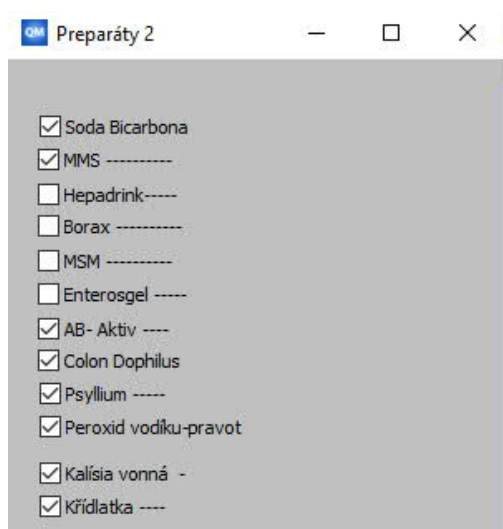 QM Preparáty 2
Soda Bicarbona
MMS ----------
Hepadrink-----
Borax ----------
MSM ----------
Enterosgel -----
AB- Aktiv ----
Colon Dophilus
Psyllium -----
Peroxid vodíku-pravot
Kalísia vonná -
Křídlatka ----